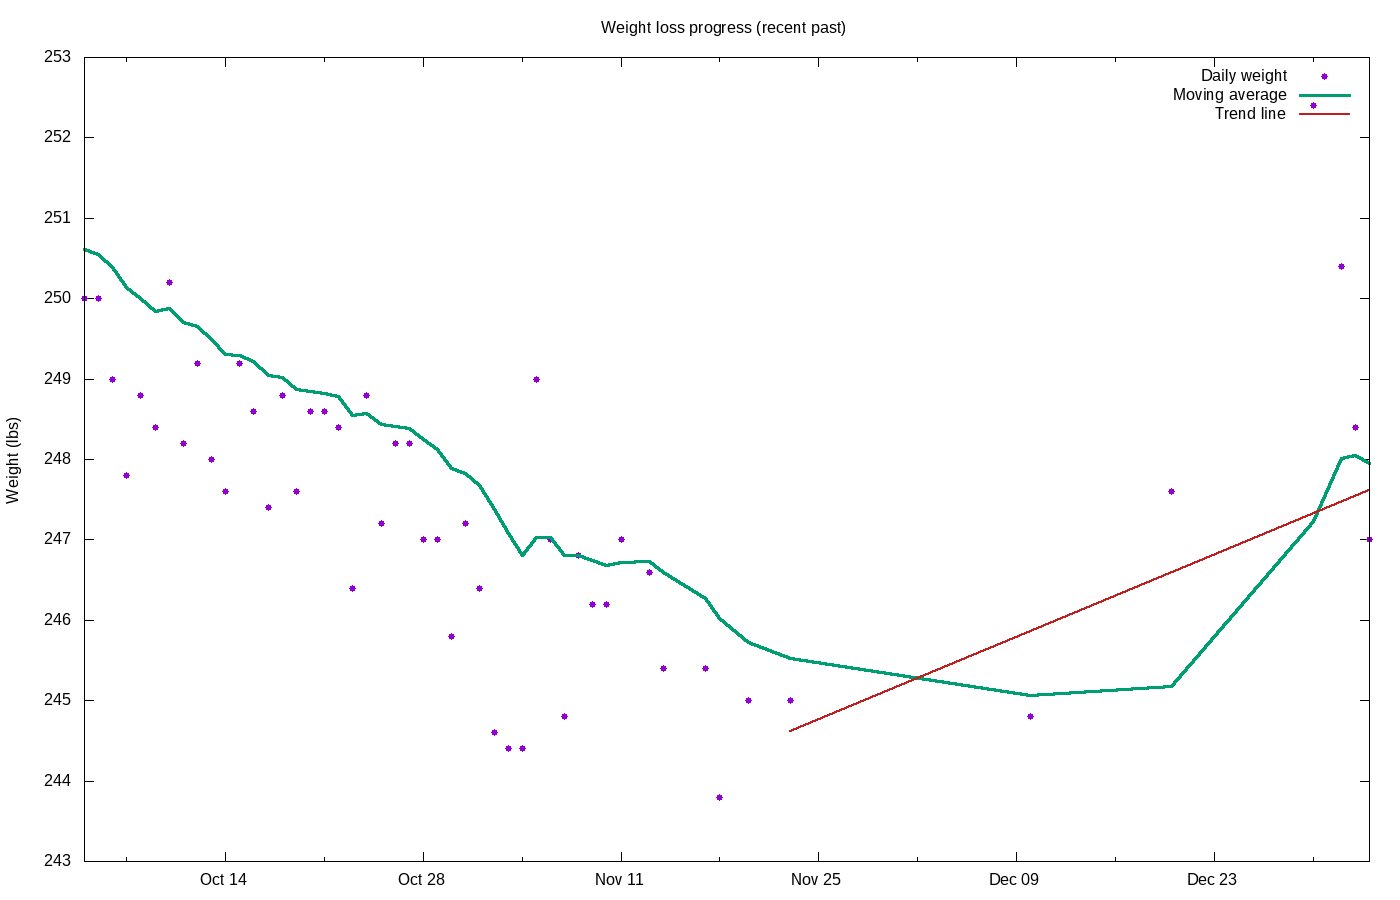 Weight loss progress (recent past)
253
252
251
250
249
248
247
246
245
244
243
Weight (lbs)
Daily weight
Moving average
Trend line
Oct 14 Oct 28 Nov 11 Nov 25 Dec 09 Dec 23